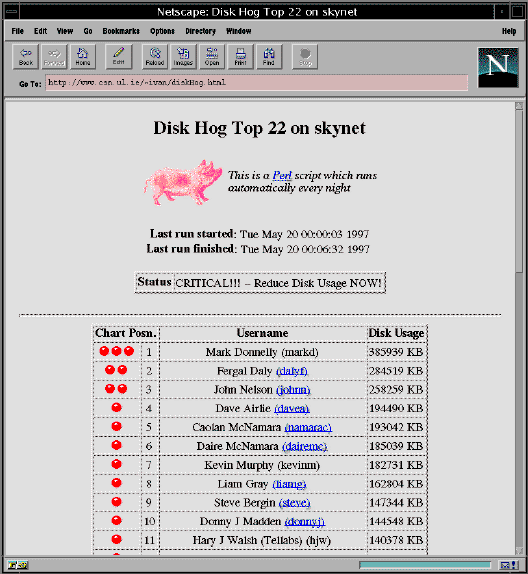 Netscape: Disk Hog Top 22 on skynet
File Edit View Go Bookmarks Options Directory Window Help
Back Forward Home Edit Reload Images Open Print Find Stop
N
Go To: http://www.csn.ul.ie/~ivan/diskHog.html
Disk Hog Top 22 on skynet
This is a Perl script which runs
automatically every night
Last run started: Tue May 20 00:00:03 1997
Last run finished: Tue May 20 00:06:32 1997
Status CRITICAL!!! – Reduce Disk Usage NOW!
Chart Posn. Username Disk Usage
1 Mark Donnelly (markd) 385939 KB
2 Fergal Daly (dalyf) 284519 KB
3 John Nelson (johnn) 258259 KB
4 Dave Airlie (davea) 194490 KB
5 Caolan McNamara (namarac) 193042 KB
6 Daire McNamara (dairemc) 185039 KB
7 Kevin Murphy (kevinm) 182731 KB
8 Liam Gray (liamg) 162804 KB
9 Steve Bergin (steve) 147344 KB
10 Donny J Madden (donnyj) 144548 KB
11 Hary J Walsh (Tellabs) (hjw) 140378 KB